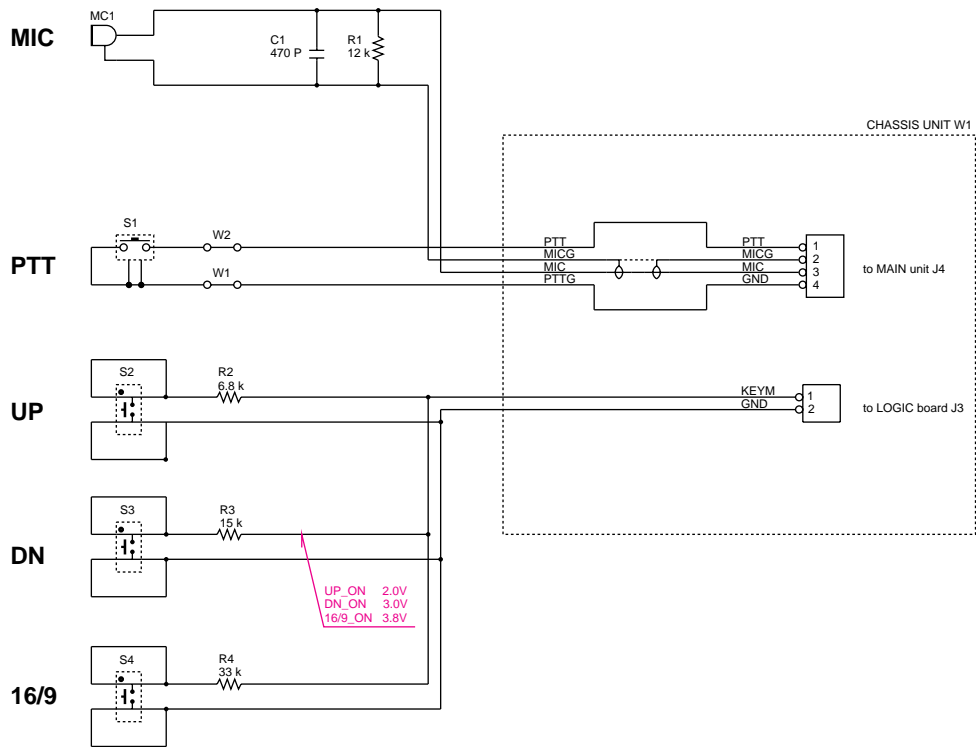 MC1
MIC
C1
470 P
R1
12 k
CHASSIS UNIT W1
S1
W2
W1
PTT
PTT
MICG
MIC
PTTG
PTT
MICG
MIC
GND
1
2
3
4
to MAIN unit J4
S2
R2
6.8 k
UP
KEYM
GND
1
2
to LOGIC board J3
S3
R3
15 k
DN
UP_ON 2.0V
DN_ON 3.0V
16/9_ON 3.8V
S4
R4
33 k
16/9